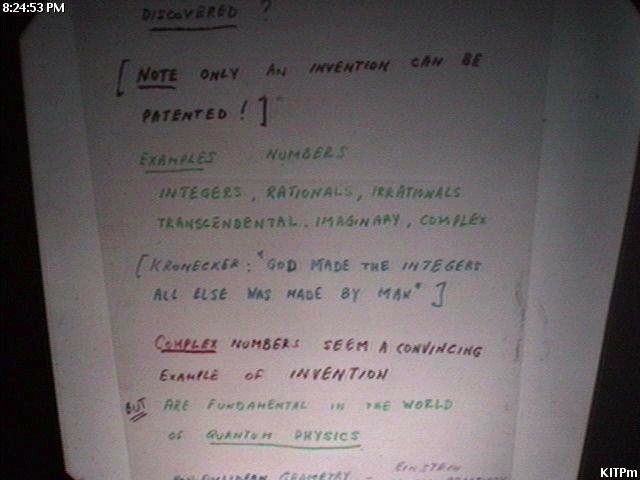 8:24:53 PM
DISCOVERED ?
[ NOTE ONLY AN INVENTION CAN BE
PATENTED ! ]
EXAMPLES NUMBERS
INTEGERS , RATIONALS , IRRATIONALS
TRANSCENDENTAL . IMAGINARY , COMPLEX
[ KRONECKER : "GOD MADE THE INTEGERS
ALL ELSE WAS MADE BY MAN" ]
COMPLEX NUMBERS SEEM A CONVINCING
EXAMPLE OF INVENTION
BUT ARE FUNDAMENTAL IN THE WORLD
OF QUANTUM PHYSICS
GEOMETRY EINSTEIN
KITPm